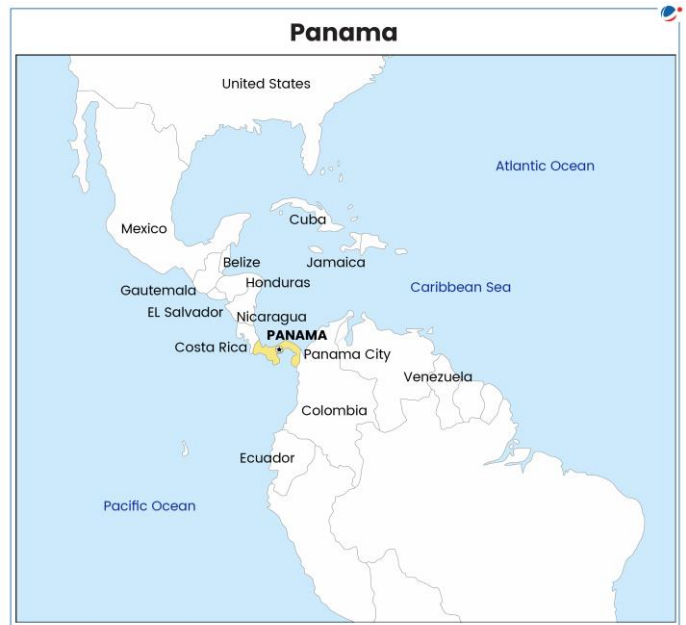 Panama
United States
Atlantic Ocean
Cuba
Mexico
Belize
Jamaica
Honduras
Caribbean Sea
Gautemala
EL Salvador
Nicaragua
PANAMA
Costa Rica
Panama City
Venezuela
Colombia
Ecuador
Pacific Ocean